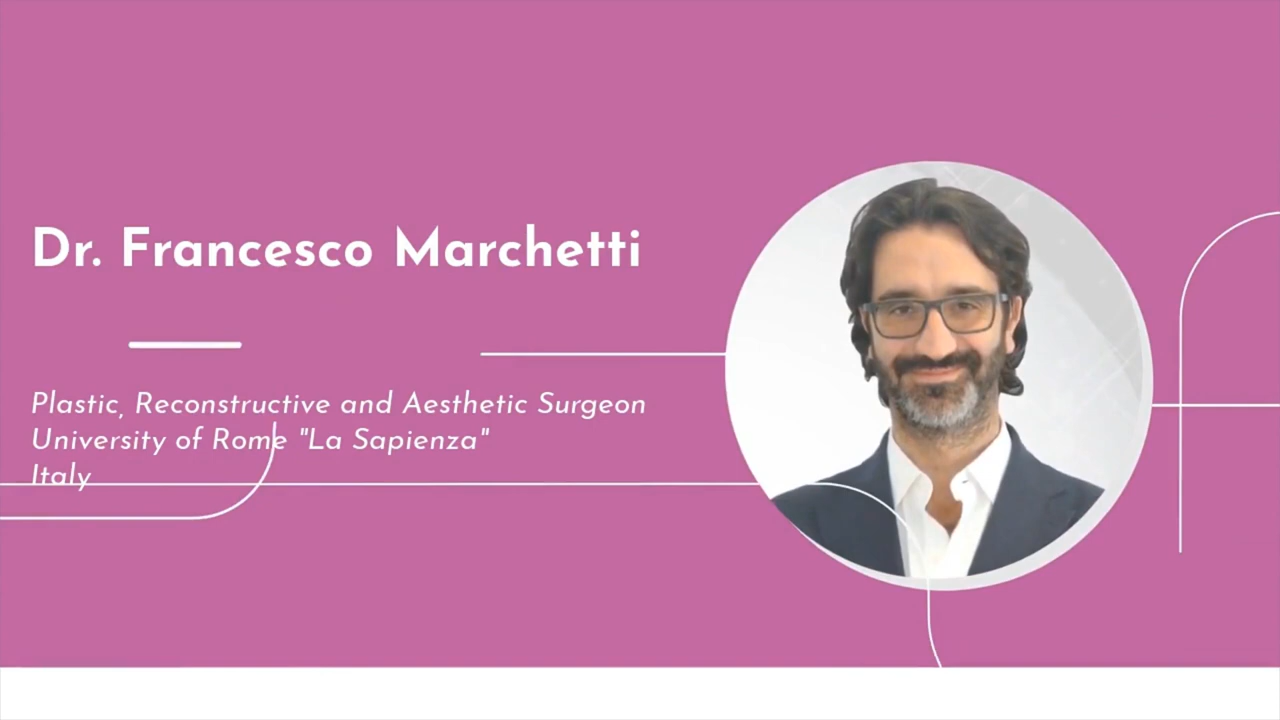 Dr. Francesco Marchetti
Plastic, Reconstructive and Aesthetic Surgeon
University of Rome "La Sapienza"
Italy